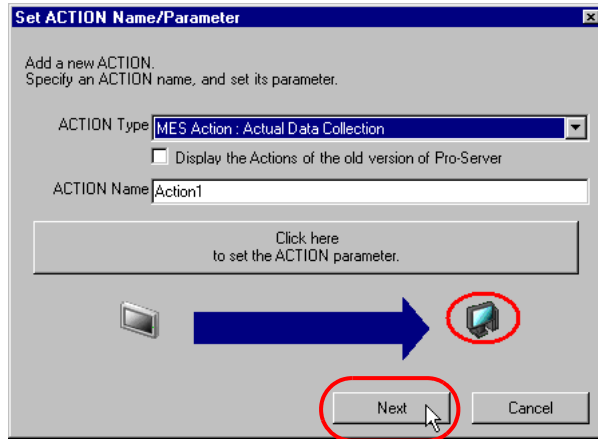 Set ACTION Name/Parameter
Add a new ACTION.
Specify an ACTION name, and set its parameter.
ACTION Type MES Action : Actual Data Collection
Display the Actions of the old version of Pro-Server
ACTION Name Action1
Click here
to set the ACTION parameter.
Next Cancel